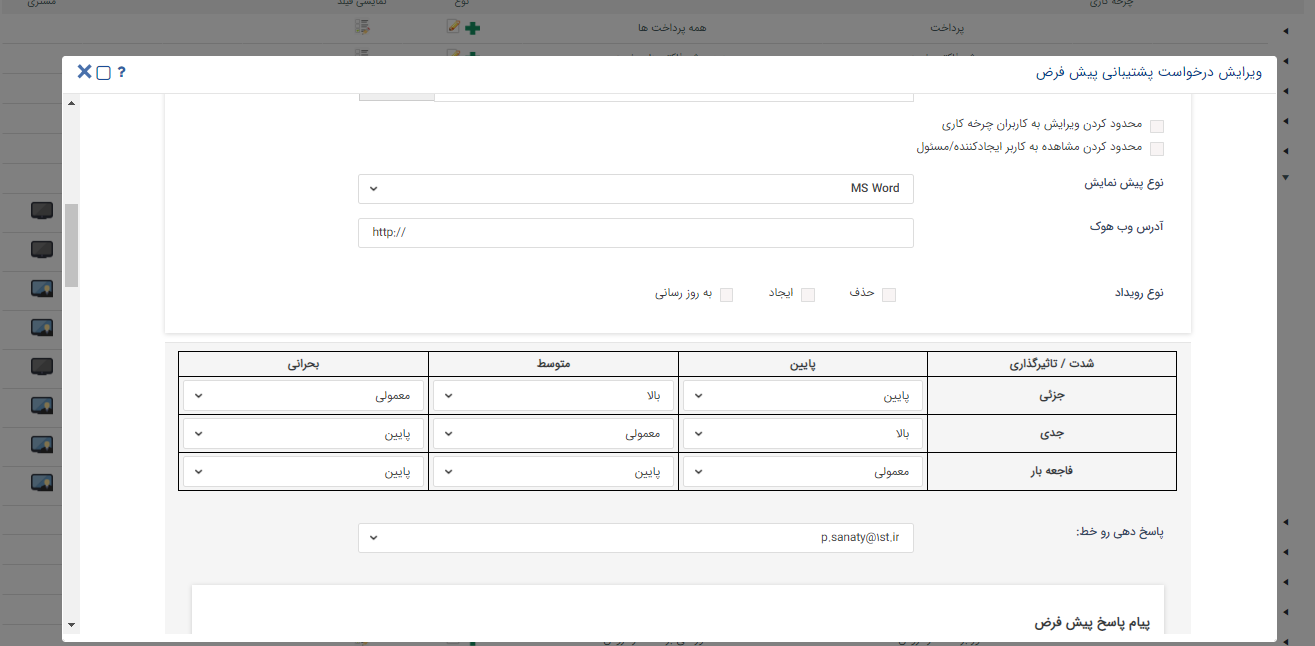 چرخه کاری نوع نمایشی فیلد مشتری
پرداخت همه پرداخت ها
ویرایش درخواست پشتیبانی پیش فرض ?
محدود کردن ویرایش به کاربران چرخه کاری
محدود کردن مشاهده به کاربر ایجادکننده/مسئول
نوع پیش نمایش MS Word
آدرس وب هوک http://
نوع رویداد حذف ایجاد به روز رسانی
شدت / تاثیرگذاری پایین متوسط بحرانی
جزئی پایین بالا معمولی
جدی بالا معمولی پایین
فاجعه بار معمولی پایین پایین
پاسخ دهی رو خط: p.sanaty@۱st.ir
پیام پاسخ پیش فرض